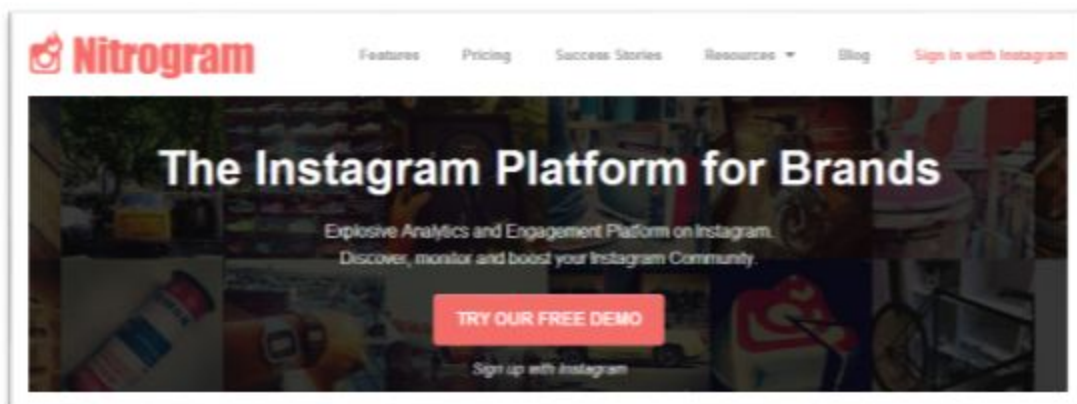 Nitrogram
Features Pricing Success Stories Resources Blog Sign in with Instagram
The Instagram Platform for Brands
Explosive Analytics and Engagement Platform on Instagram.
Discover, monitor and boost your Instagram Community.
TRY OUR FREE DEMO
Sign up with Instagram